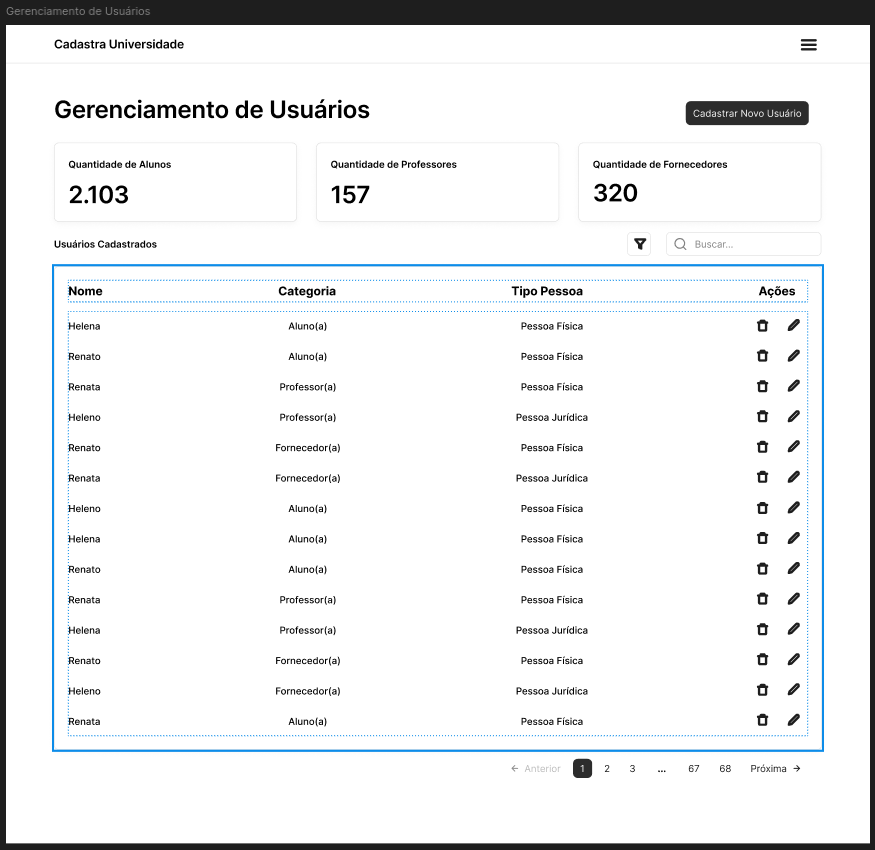 Gerenciamento de Usuários
Cadastra Universidade
Gerenciamento de Usuários
Cadastrar Novo Usuário
Quantidade de Alunos
2.103
Quantidade de Professores
157
Quantidade de Fornecedores
320
Usuários Cadastrados
Buscar...
Nome Categoria Tipo Pessoa Ações
Helena Aluno(a) Pessoa Física
Renato Aluno(a) Pessoa Física
Renata Professor(a) Pessoa Física
Heleno Professor(a) Pessoa Jurídica
Renato Fornecedor(a) Pessoa Física
Renata Fornecedor(a) Pessoa Jurídica
Heleno Aluno(a) Pessoa Física
Helena Aluno(a) Pessoa Física
Renato Aluno(a) Pessoa Física
Renata Professor(a) Pessoa Física
Helena Professor(a) Pessoa Jurídica
Renato Fornecedor(a) Pessoa Física
Heleno Fornecedor(a) Pessoa Jurídica
Renata Aluno(a) Pessoa Física
← Anterior 1 2 3 ... 67 68 Próxima →